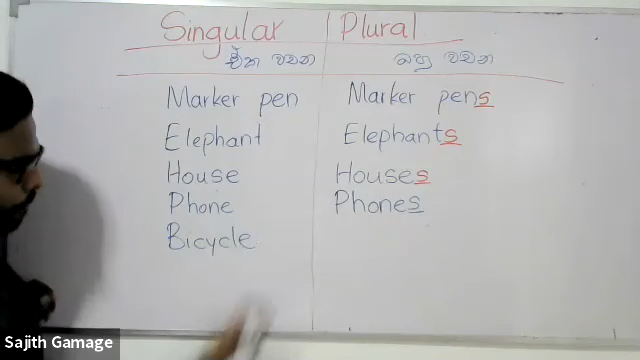 Singular | Plural
ඒක වචන බහු වචන
Marker pen Marker pens
Elephant Elephants
House Houses
Phone Phones
Bicycle
Sajith Gamage